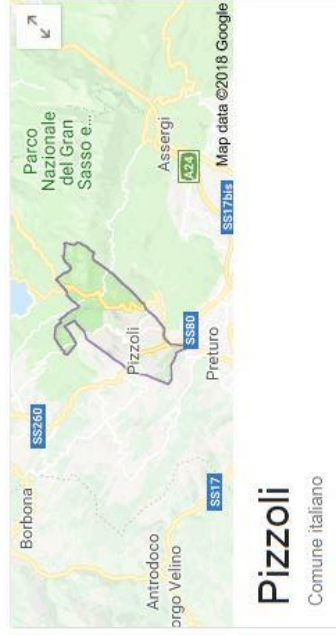 Borbona
SS260
Parco
Nazionale
del Gran
Sasso e...
Assergi
A24
Pizzoli
SS80
Preturo
SS17bis
Antrodoco
orgo Velino
SS17
Map data ©2018 Google
Pizzoli
Comune italiano